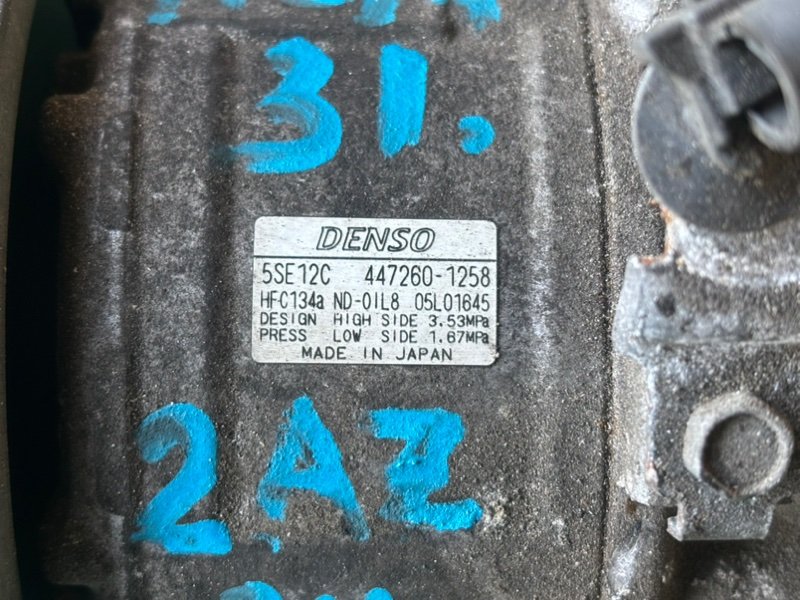 31.
DENSO
5SE12C 447260-1258
HFC134a ND-OIL8 05L01645
DESIGN HIGH SIDE 3.53MPa
PRESS LOW SIDE 1.67MPa
MADE IN JAPAN
2AZ